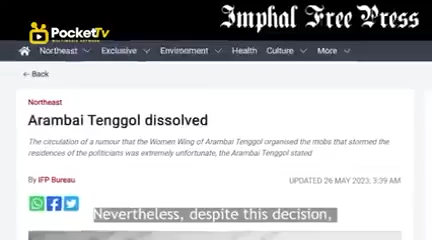 Imphal Free Press
PocketTV
Northeast Exclusive Environment Health Culture More
Back
Northeast
Arambai Tenggol dissolved
The circulation of a rumour that the Women Wing of Arambai Tenggol organised the mobs that stormed the
residences of the politicians was extremely unfortunate, the Arambai Tenggol stated
By IFP Bureau UPDATED 26 MAY 2023, 3:39 AM
Nevertheless, despite this decision,